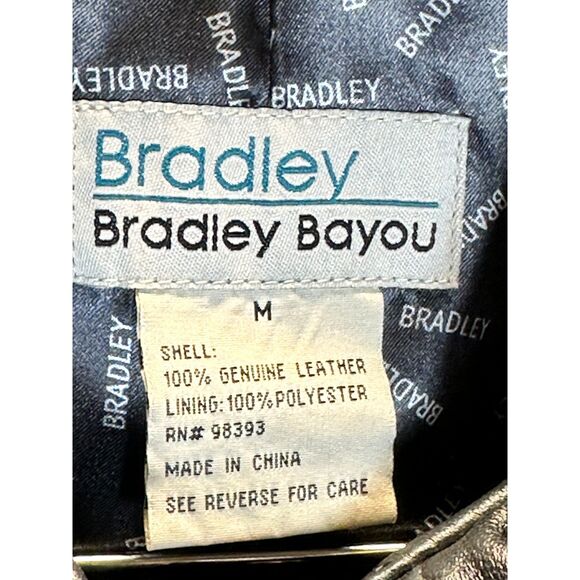 BRADLEY
BRADLEY
BRADLEY
Bradley
Bradley Bayou
BRADLEY
BRADLEY
BRADLEY
M
SHELL:
100% GENUINE LEATHER
LINING:100%POLYESTER
RN# 98393
MADE IN CHINA
SEE REVERSE FOR CARE